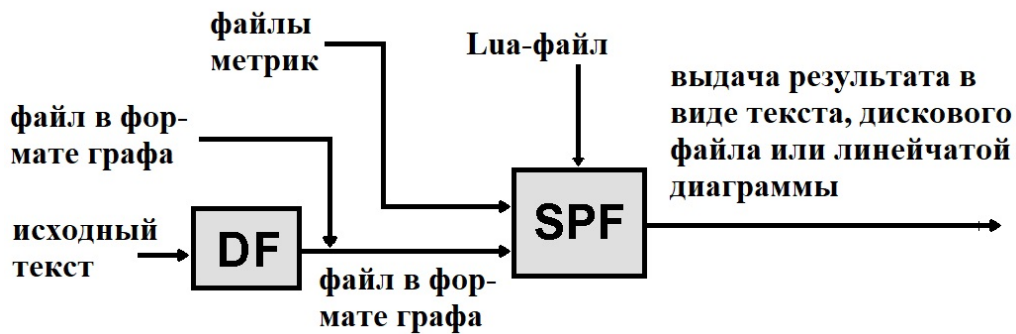 файлы
метрик
Lua-файл
выдача результата в
виде текста, дискового
файла или линейчатой
диаграммы
файл в фор-
мате графа
исходный
текст
DF
SPF
файл в фор-
мате графа